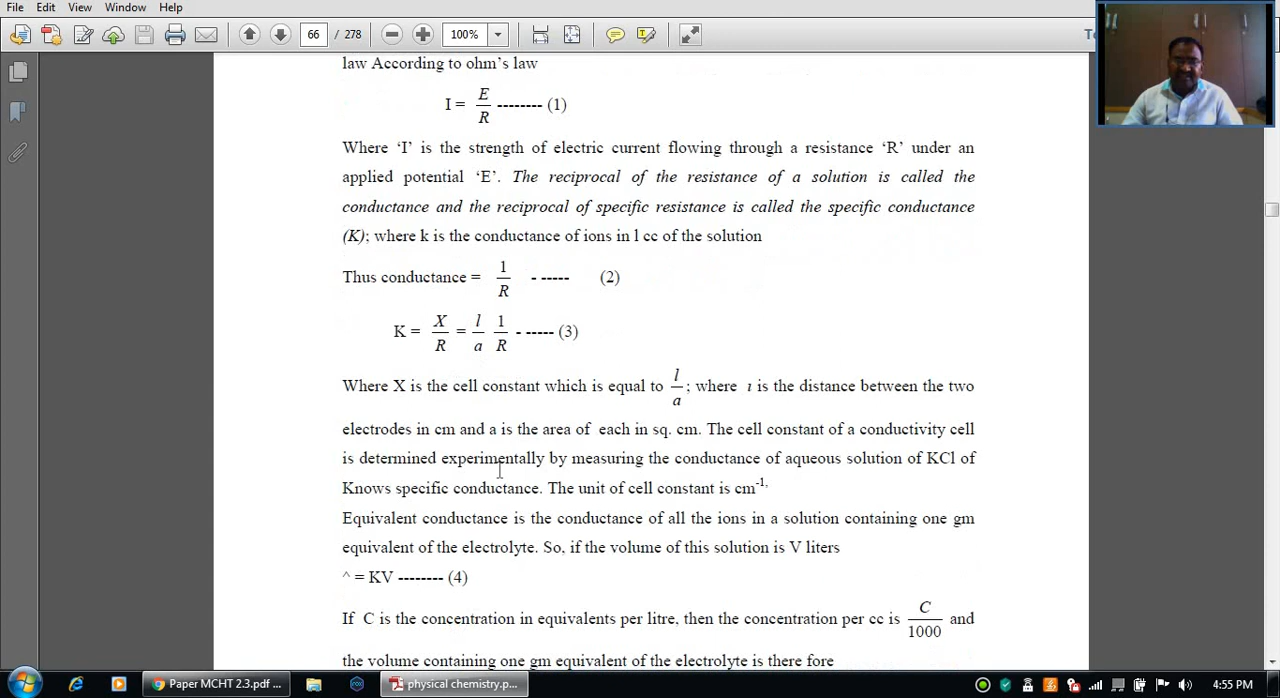 File Edit View Window Help
66 / 278 100%
law According to ohm's law
I = E/R -------- (1)
Where 'I' is the strength of electric current flowing through a resistance 'R' under an
applied potential 'E'. The reciprocal of the resistance of a solution is called the
conductance and the reciprocal of specific resistance is called the specific conductance
(K); where k is the conductance of ions in l cc of the solution
Thus conductance = 1/R - ----- (2)
K = X/R = l/a 1/R - ----- (3)
Where X is the cell constant which is equal to l/a; where ı is the distance between the two
electrodes in cm and a is the area of each in sq. cm. The cell constant of a conductivity cell
is determined experimentally by measuring the conductance of aqueous solution of KCl of
Knows specific conductance. The unit of cell constant is cm-1,
Equivalent conductance is the conductance of all the ions in a solution containing one gm
equivalent of the electrolyte. So, if the volume of this solution is V liters
^ = KV -------- (4)
If C is the concentration in equivalents per litre, then the concentration per cc is C/1000 and
the volume containing one gm equivalent of the electrolyte is there fore
Paper MCHT 2.3.pdf ... physical chemistry.p... 4:55 PM